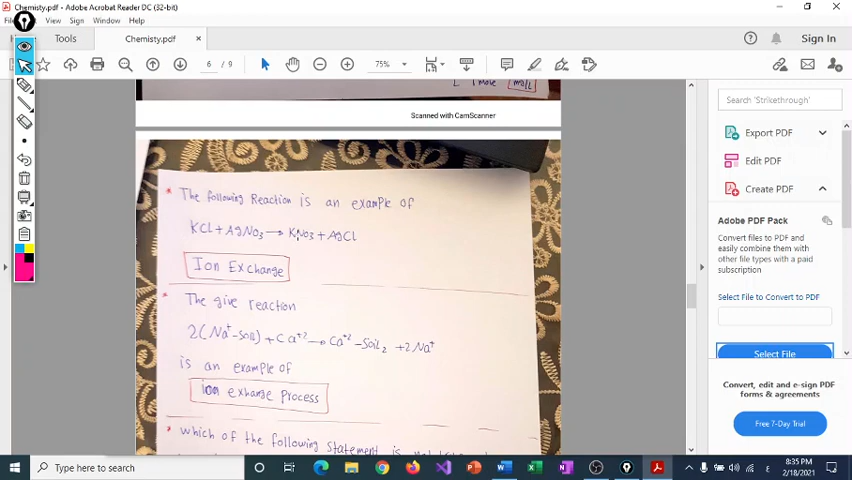 Chemisty.pdf - Adobe Acrobat Reader DC (32-bit)
View Sign Window Help
Tools Chemisty.pdf × Sign In
6 / 9 75%
1 mole moll
Scanned with CamScanner
* The following Reaction is an example of
KCl + AgNO3 → KNO3 + AgCl
Ion Exchange
* The give reaction
2(Na+ - Soil) + Ca+2 → Ca+2 - Soil2 + 2Na+
is an example of
Ion exharge Process
* which of the following statement is
Search 'Strikethrough'
Export PDF
Edit PDF
Create PDF
Adobe PDF Pack
Convert files to PDF and
easily combine them with
other file types with a paid
subscription
Select File to Convert to PDF
Select File
Convert, edit and e-sign PDF
forms & agreements
Free 7-Day Trial
Type here to search
8:35 PM
2/18/2021